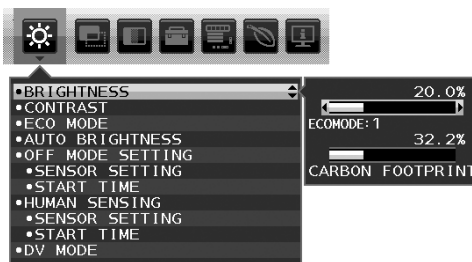 •BRIGHTNESS
•CONTRAST
•ECO MODE
•AUTO BRIGHTNESS
•OFF MODE SETTING
•SENSOR SETTING
•START TIME
•HUMAN SENSING
•SENSOR SETTING
•START TIME
•DV MODE
20.0%
ECOMODE:1
32.2%
CARBON FOOTPRINT